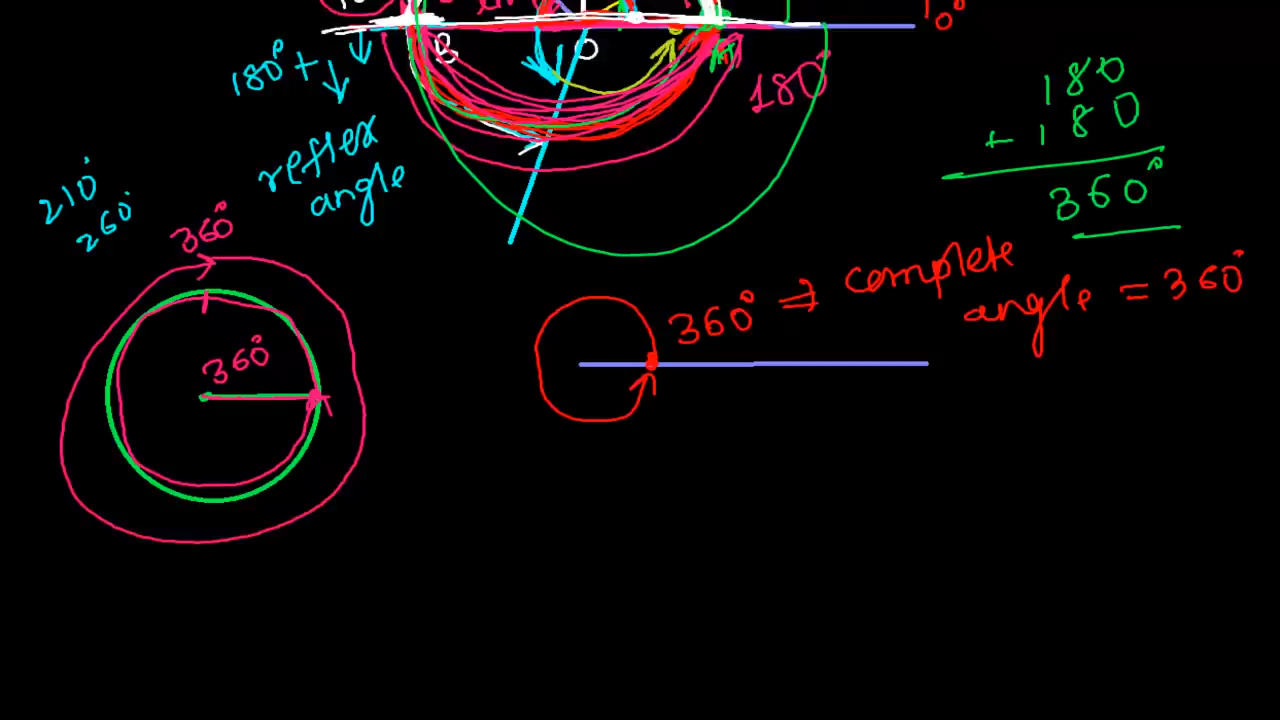 B
O
180° +
180°
180
+ 180
360°
reflex
angle
210°
260°
360°
360°
360° ⇒ complete
angle = 360°